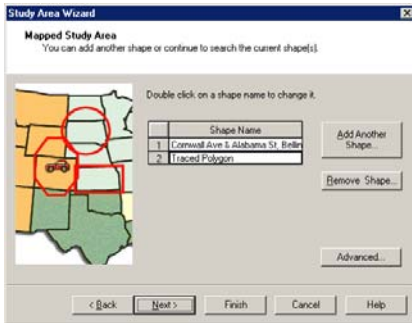 Study Area Wizard
Mapped Study Area
You can add another shape or continue to search the current shape(s).
Double click on a shape name to change it.
Shape Name
1 Cornwall Ave & Alabama St, Bellin
2 Traced Polygon
Add Another
Shape...
Remove Shape...
Advanced...
< Back
Next >
Finish
Cancel
Help